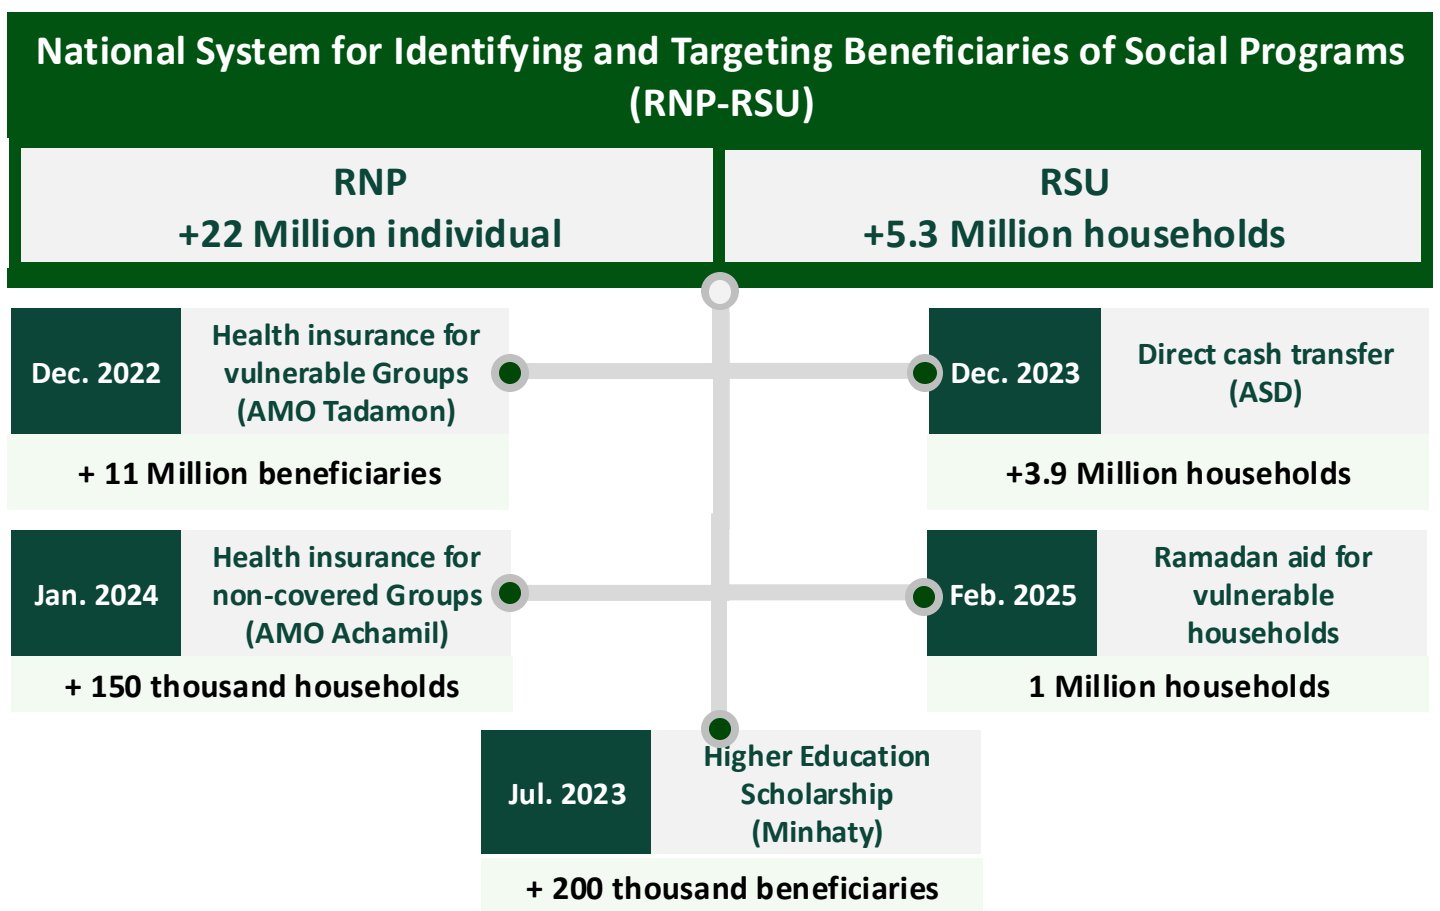 National System for Identifying and Targeting Beneficiaries of Social Programs
(RNP-RSU)
RNP
+22 Million individual
RSU
+5.3 Million households
Dec. 2022
Health insurance for
vulnerable Groups
(AMO Tadamon)
+ 11 Million beneficiaries
Dec. 2023
Direct cash transfer
(ASD)
+3.9 Million households
Jan. 2024
Health insurance for
non-covered Groups
(AMO Achamil)
+ 150 thousand households
Feb. 2025
Ramadan aid for
vulnerable
households
1 Million households
Jul. 2023
Higher Education
Scholarship
(Minhaty)
+ 200 thousand beneficiaries